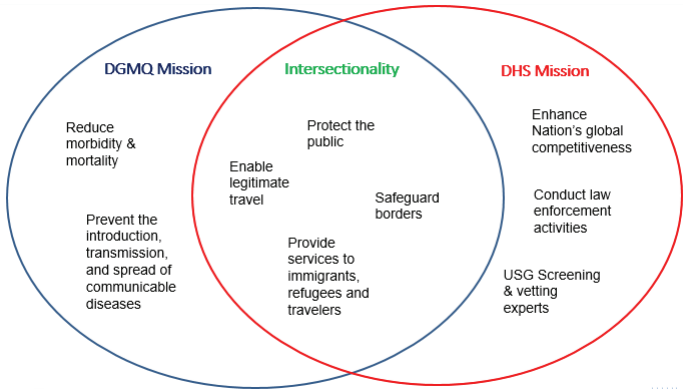 DGMQ Mission
Intersectionality
DHS Mission
Reduce
morbidity &
mortality
Prevent the
introduction,
transmission,
and spread of
communicable
diseases
Protect the
public
Enable
legitimate
travel
Safeguard
borders
Provide
services to
immigrants,
refugees and
travelers
Enhance
Nation's global
competitiveness
Conduct law
enforcement
activities
USG Screening
& vetting
experts